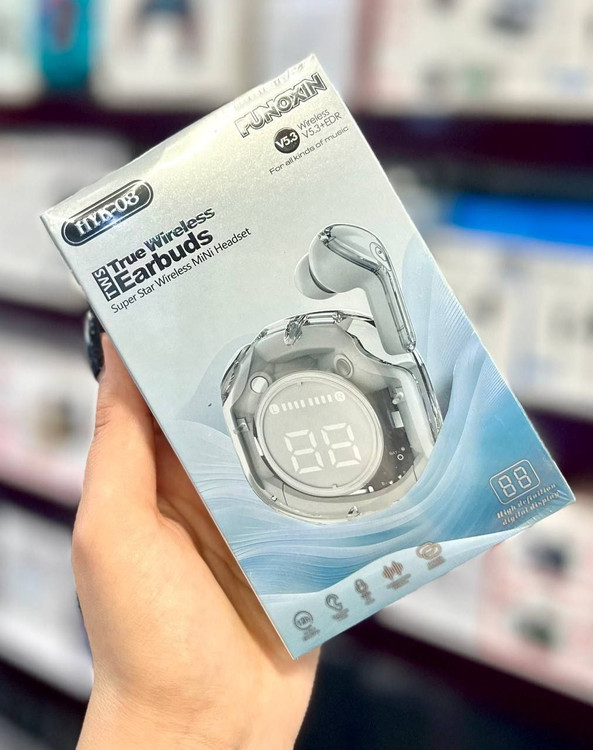 FUNOXIN
V5.3
Wireless
V5.3+EDR
For all kinds of music
HYK-08
TWS
True Wireless
Earbuds
Super Star Wireless MiNi Headset
L
88
88
High definition
digital display